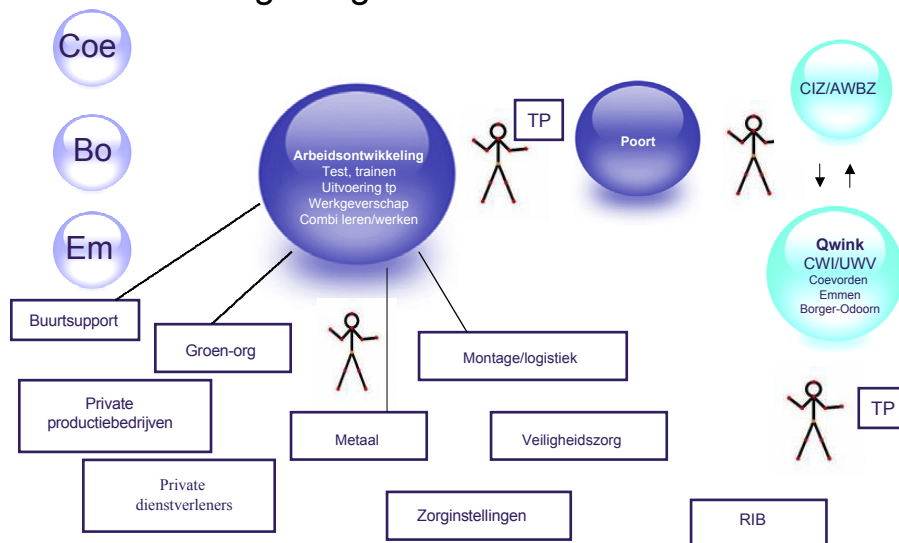 Coe
Bo
Em
Arbeidsontwikkeling
Test, trainen
Uitvoering tp
Werkgeverschap
Combi leren/werken
TP
Poort
CIZ/AWBZ
Qwink
CWI/UWV
Coevorden
Emmen
Borger-Odoorn
TP
Buurtsupport
Groen-org
Montage/logistiek
Private
productiebedrijven
Metaal
Veiligheidszorg
Private
dienstverleners
Zorginstellingen
RIB